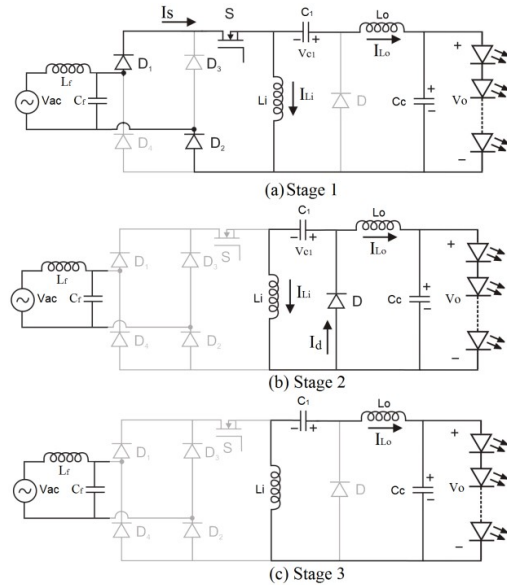 Is
S
C1
Lo
− +
Vc1
ILo
+
D1
D3
Lf
Vac
Cf
Li
ILi
D
Cc
+
−
Vo
D4
D2
−
(a) Stage 1
C1
Lo
− +
Vc1
ILo
+
S
D1
D3
Lf
Vac
Cf
Li
ILi
D
Cc
+
−
Vo
Id
D4
D2
−
(b) Stage 2
C1
Lo
− +
ILo
+
S
D1
D3
Lf
Vac
Cf
Li
D
Cc
+
−
Vo
D4
D2
−
(c) Stage 3